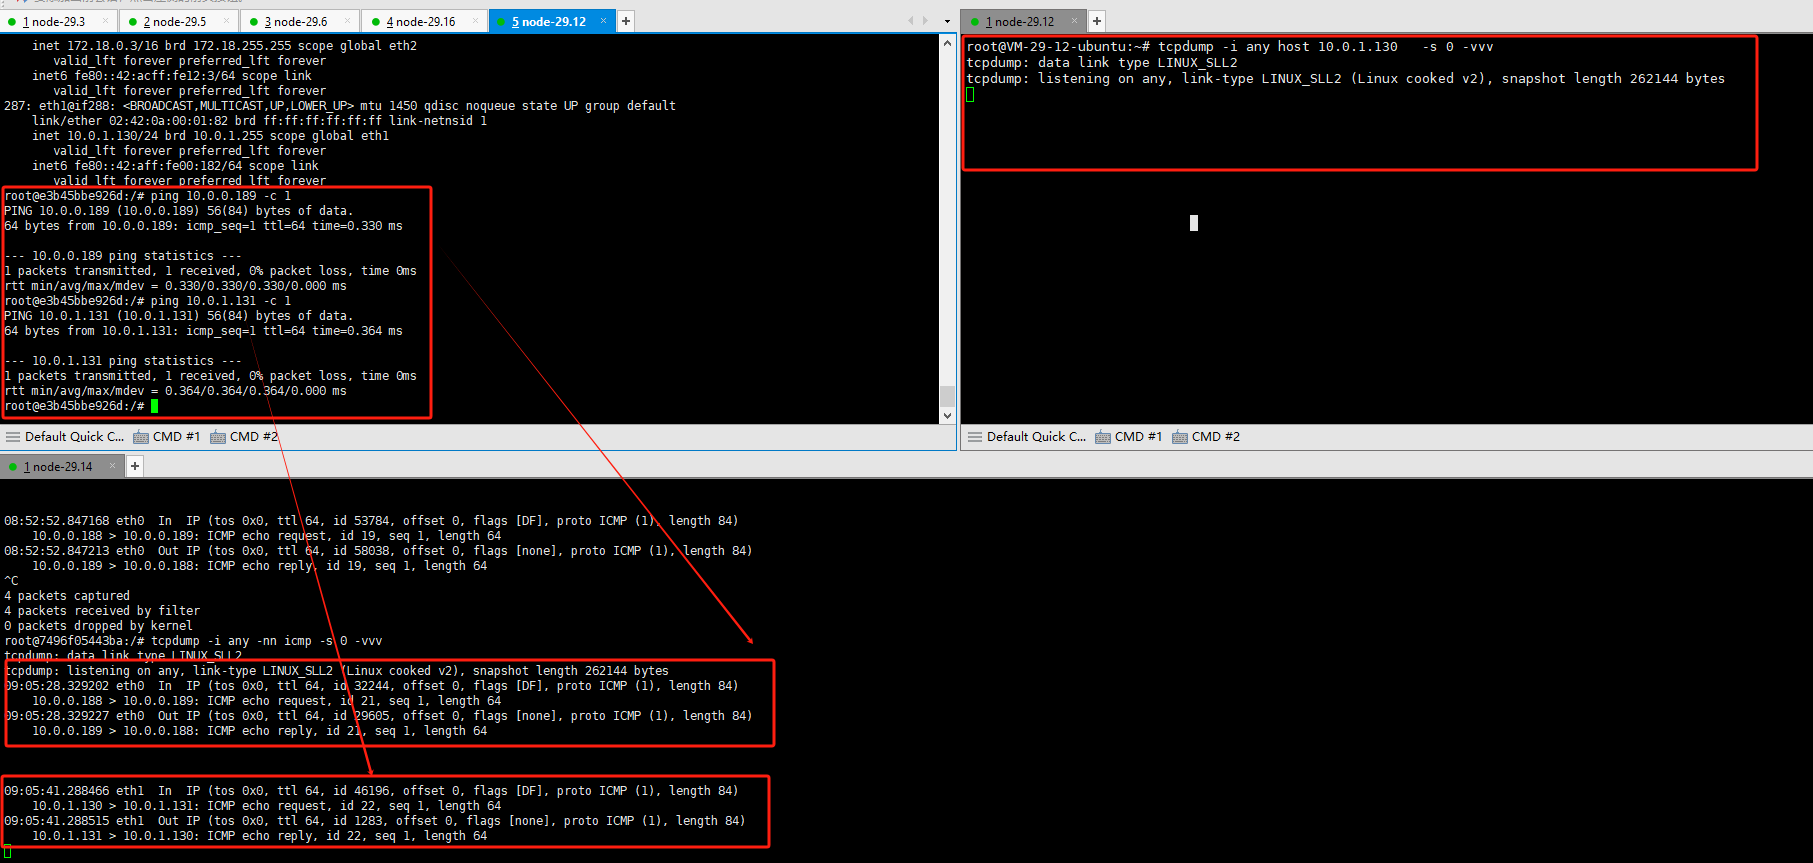 1 node-29.3 × 2 node-29.5 × 3 node-29.6 × 4 node-29.16 × 5 node-29.12 × +
inet 172.18.0.3/16 brd 172.18.255.255 scope global eth2
valid_lft forever preferred_lft forever
inet6 fe80::42:acff:fe12:3/64 scope link
valid_lft forever preferred_lft forever
287: eth1@if288: <BROADCAST,MULTICAST,UP,LOWER_UP> mtu 1450 qdisc noqueue state UP group default
link/ether 02:42:0a:00:01:82 brd ff:ff:ff:ff:ff:ff link-netnsid 1
inet 10.0.1.130/24 brd 10.0.1.255 scope global eth1
valid_lft forever preferred_lft forever
inet6 fe80::42:aff:fe00:182/64 scope link
valid_lft forever preferred_lft forever
root@e3b45bbe926d:/# ping 10.0.0.189 -c 1
PING 10.0.0.189 (10.0.0.189) 56(84) bytes of data.
64 bytes from 10.0.0.189: icmp_seq=1 ttl=64 time=0.330 ms
--- 10.0.0.189 ping statistics ---
1 packets transmitted, 1 received, 0% packet loss, time 0ms
rtt min/avg/max/mdev = 0.330/0.330/0.330/0.000 ms
root@e3b45bbe926d:/# ping 10.0.1.131 -c 1
PING 10.0.1.131 (10.0.1.131) 56(84) bytes of data.
64 bytes from 10.0.1.131: icmp_seq=1 ttl=64 time=0.364 ms
--- 10.0.1.131 ping statistics ---
1 packets transmitted, 1 received, 0% packet loss, time 0ms
rtt min/avg/max/mdev = 0.364/0.364/0.364/0.000 ms
root@e3b45bbe926d:/#
Default Quick C... CMD #1 CMD #2
1 node-29.12 × +
root@VM-29-12-ubuntu:~# tcpdump -i any host 10.0.1.130   -s 0 -vvv
tcpdump: data link type LINUX_SLL2
tcpdump: listening on any, link-type LINUX_SLL2 (Linux cooked v2), snapshot length 262144 bytes
Default Quick C... CMD #1 CMD #2
1 node-29.14 × +
08:52:52.847168 eth0  In  IP (tos 0x0, ttl 64, id 53784, offset 0, flags [DF], proto ICMP (1), length 84)
10.0.0.188 > 10.0.0.189: ICMP echo request, id 19, seq 1, length 64
08:52:52.847213 eth0  Out IP (tos 0x0, ttl 64, id 58038, offset 0, flags [none], proto ICMP (1), length 84)
10.0.0.189 > 10.0.0.188: ICMP echo reply, id 19, seq 1, length 64
^C
4 packets captured
4 packets received by filter
0 packets dropped by kernel
root@7496f05443ba:/# tcpdump -i any -nn icmp -s 0 -vvv
tcpdump: data link type LINUX_SLL2
tcpdump: listening on any, link-type LINUX_SLL2 (Linux cooked v2), snapshot length 262144 bytes
09:05:28.329202 eth0  In  IP (tos 0x0, ttl 64, id 32244, offset 0, flags [DF], proto ICMP (1), length 84)
10.0.0.188 > 10.0.0.189: ICMP echo request, id 21, seq 1, length 64
09:05:28.329227 eth0  Out IP (tos 0x0, ttl 64, id 29605, offset 0, flags [none], proto ICMP (1), length 84)
10.0.0.189 > 10.0.0.188: ICMP echo reply, id 21, seq 1, length 64
09:05:41.288466 eth1  In  IP (tos 0x0, ttl 64, id 46196, offset 0, flags [DF], proto ICMP (1), length 84)
10.0.1.130 > 10.0.1.131: ICMP echo request, id 22, seq 1, length 64
09:05:41.288515 eth1  Out IP (tos 0x0, ttl 64, id 1283, offset 0, flags [none], proto ICMP (1), length 84)
10.0.1.131 > 10.0.1.130: ICMP echo reply, id 22, seq 1, length 64